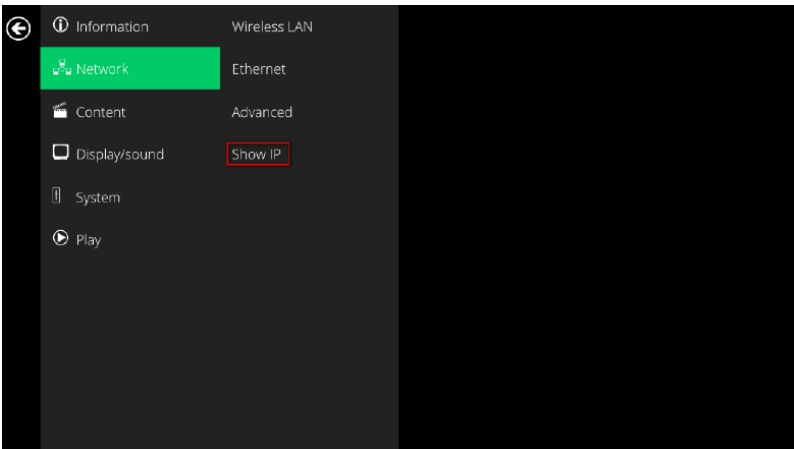 Information
Network
Content
Display/sound
System
Play
Wireless LAN
Ethernet
Advanced
Show IP